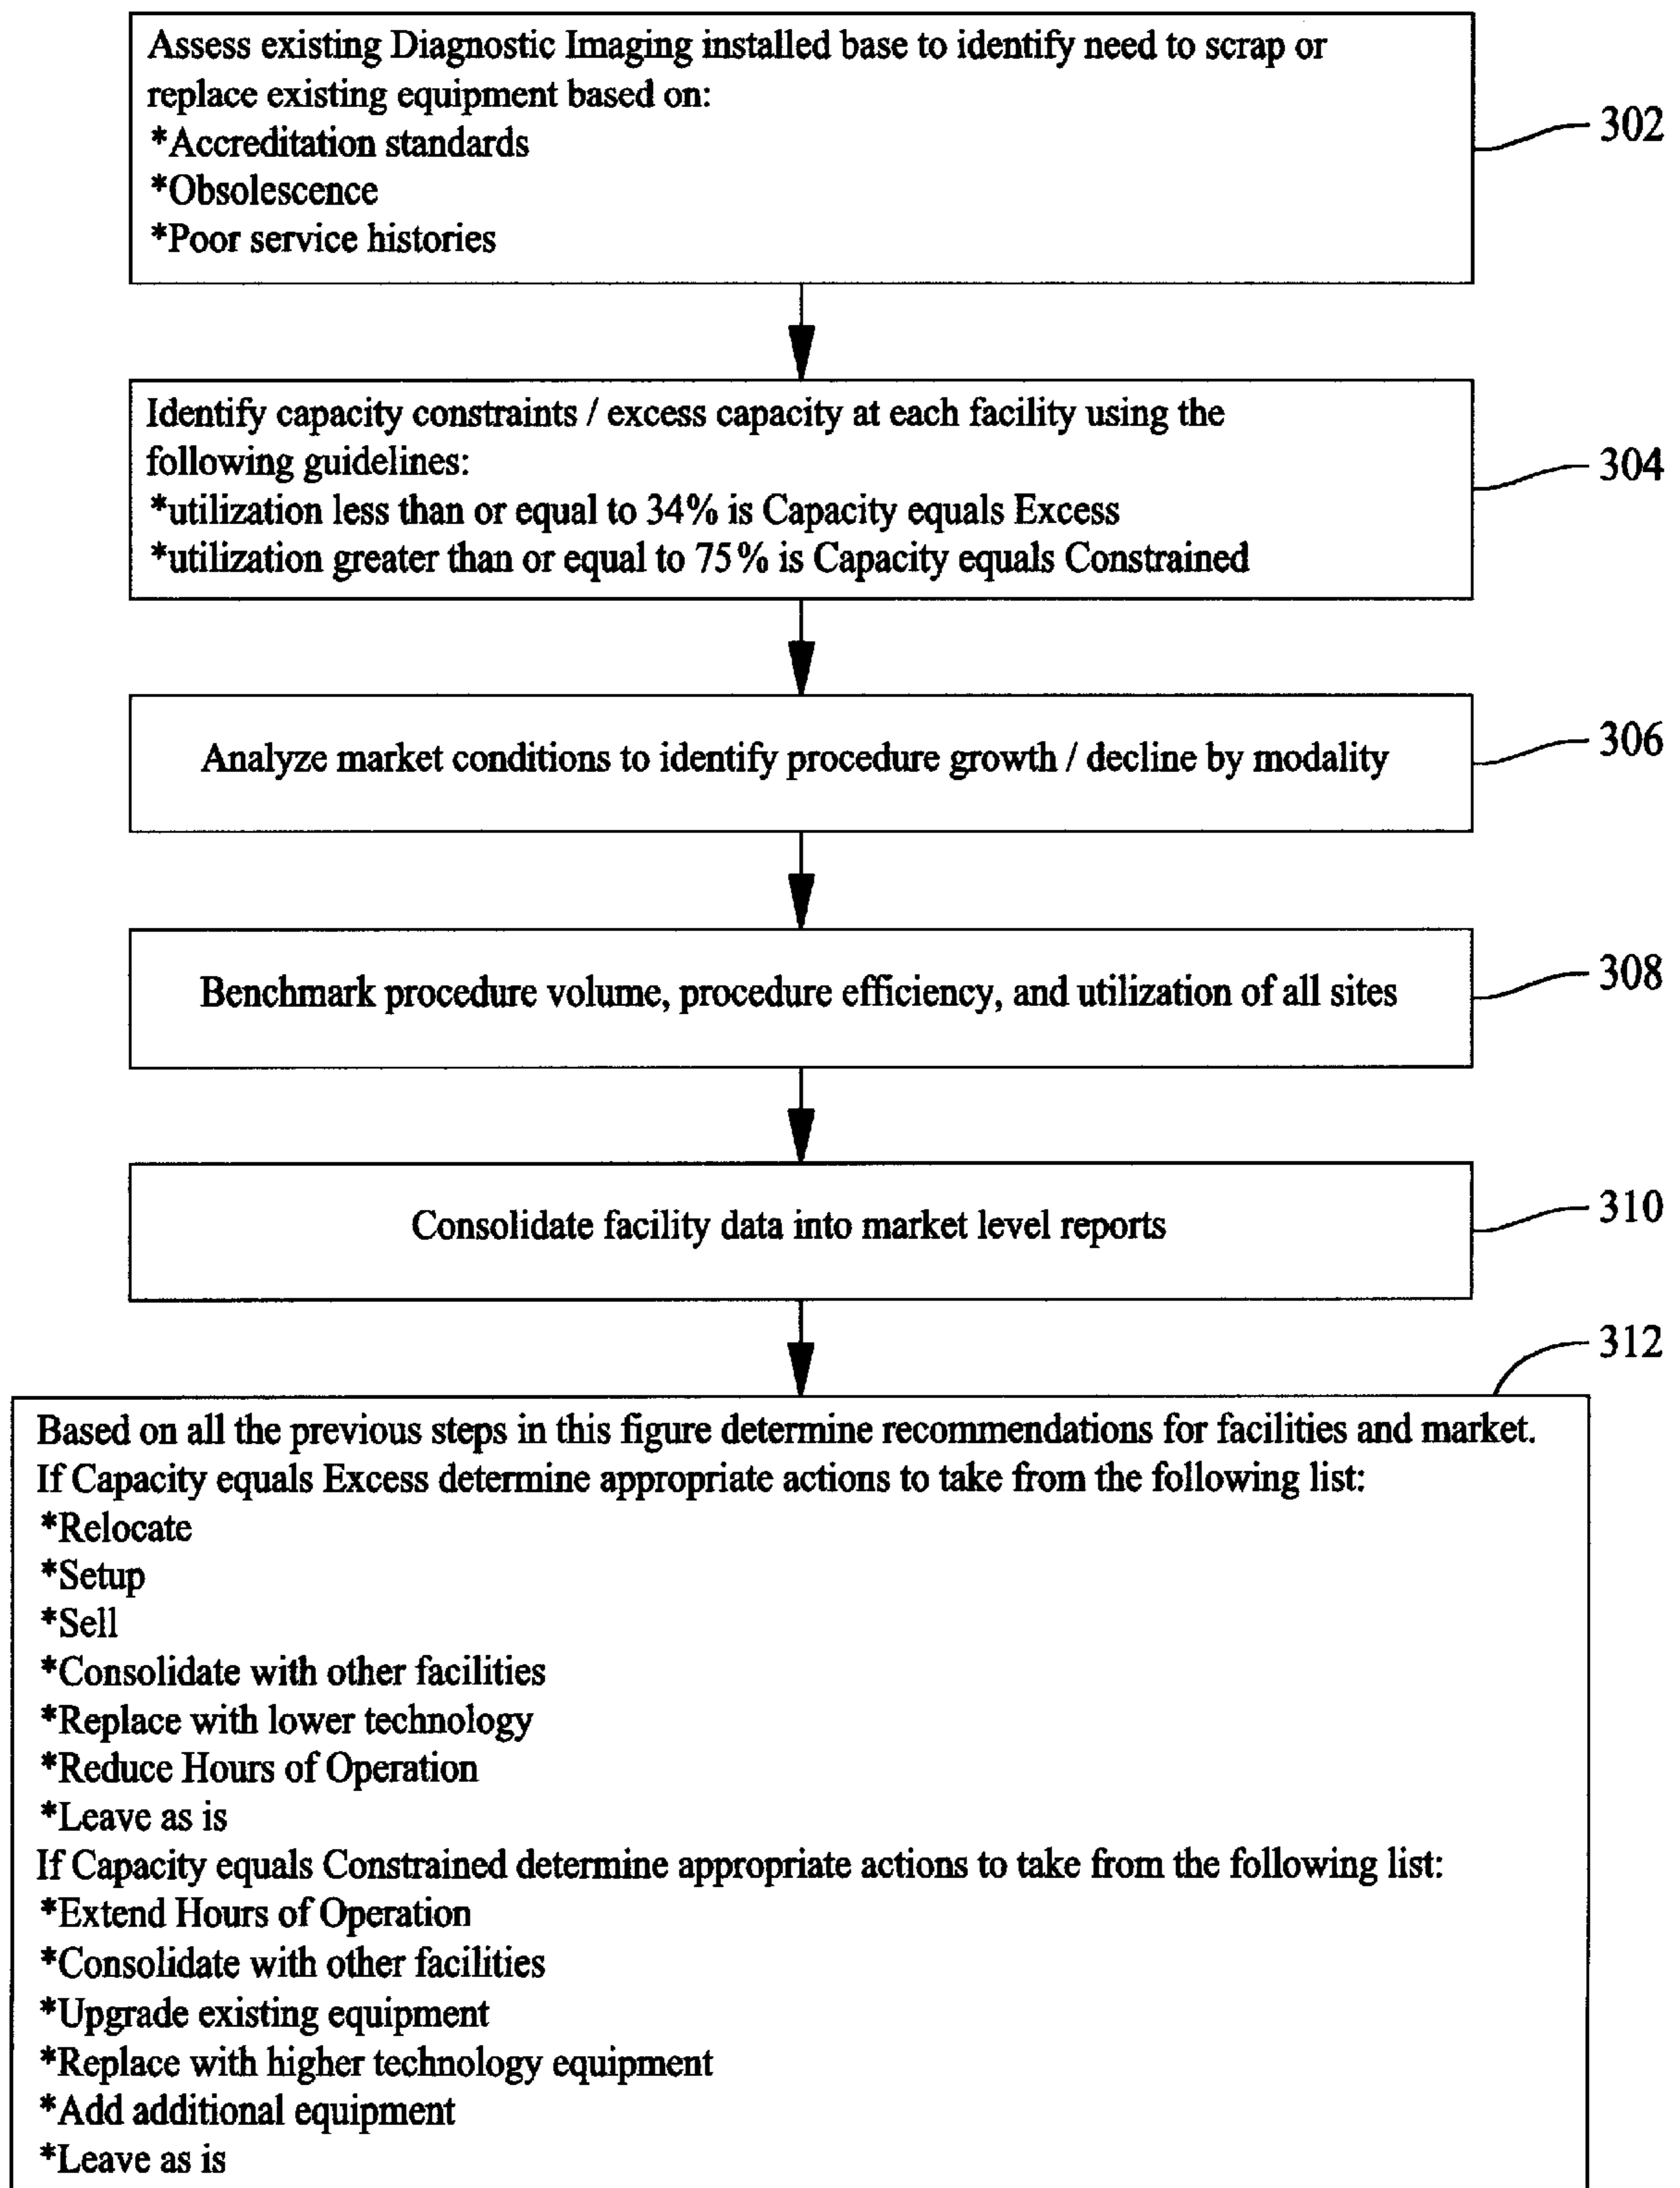 Assess existing Diagnostic Imaging installed base to identify need to scrap or
replace existing equipment based on:
*Accreditation standards
*Obsolescence
*Poor service histories
302
Identify capacity constraints / excess capacity at each facility using the
following guidelines:
*utilization less than or equal to 34% is Capacity equals Excess
*utilization greater than or equal to 75% is Capacity equals Constrained
304
Analyze market conditions to identify procedure growth / decline by modality
306
Benchmark procedure volume, procedure efficiency, and utilization of all sites
308
Consolidate facility data into market level reports
310
312
Based on all the previous steps in this figure determine recommendations for facilities and market.
If Capacity equals Excess determine appropriate actions to take from the following list:
*Relocate
*Setup
*Sell
*Consolidate with other facilities
*Replace with lower technology
*Reduce Hours of Operation
*Leave as is
If Capacity equals Constrained determine appropriate actions to take from the following list:
*Extend Hours of Operation
*Consolidate with other facilities
*Upgrade existing equipment
*Replace with higher technology equipment
*Add additional equipment
*Leave as is